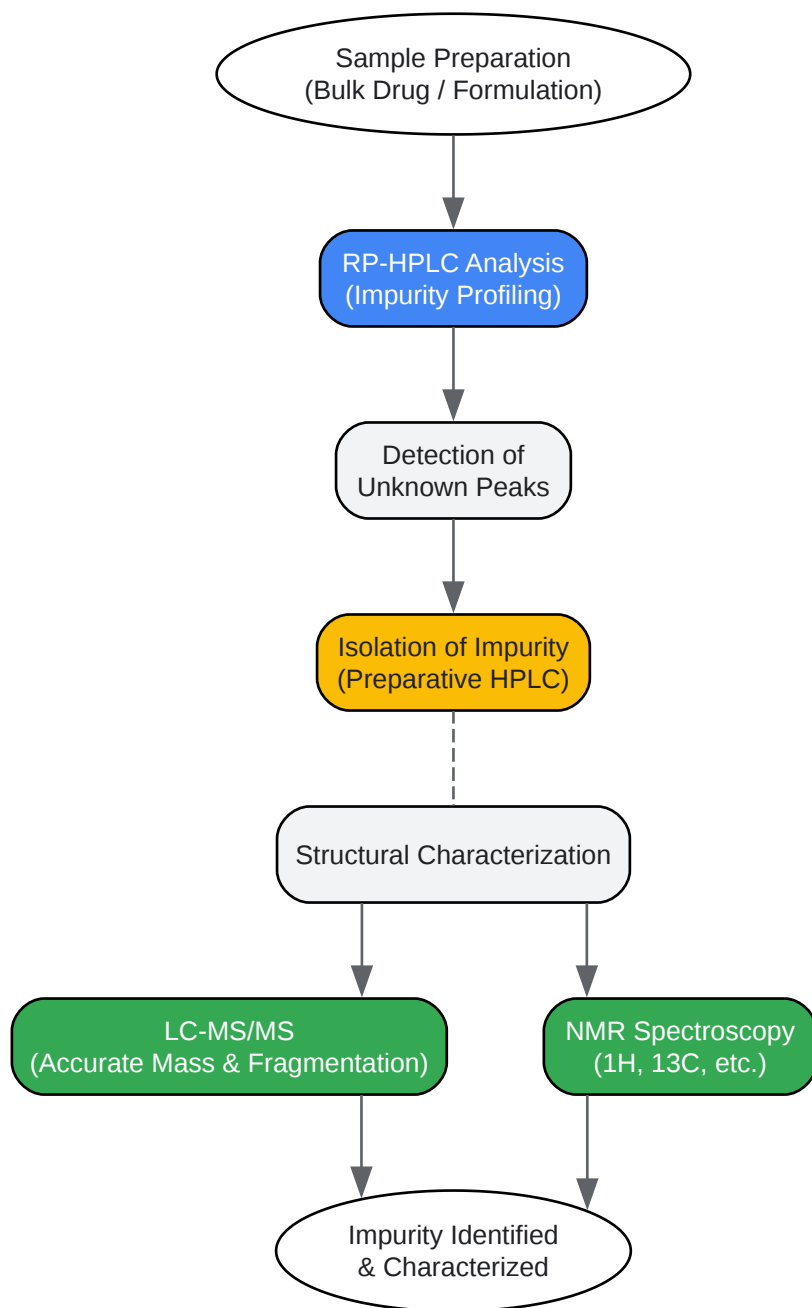 Sample Preparation
(Bulk Drug / Formulation)
RP-HPLC Analysis
(Impurity Profiling)
Detection of
Unknown Peaks
Isolation of Impurity
(Preparative HPLC)
Structural Characterization
LC-MS/MS
(Accurate Mass & Fragmentation)
NMR Spectroscopy
(1H, 13C, etc.)
Impurity Identified
& Characterized